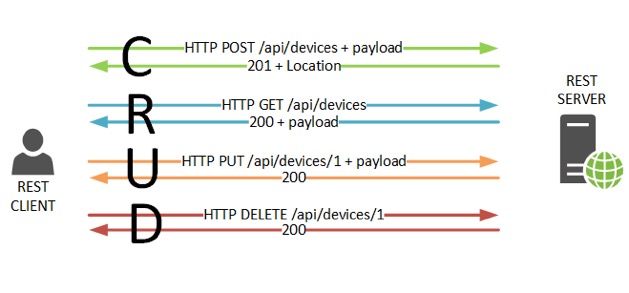 C
HTTP POST /api/devices + payload
201 + Location
R
HTTP GET /api/devices
200 + payload
U
HTTP PUT /api/devices/1 + payload
200
D
HTTP DELETE /api/devices/1
200
REST
CLIENT
REST
SERVER